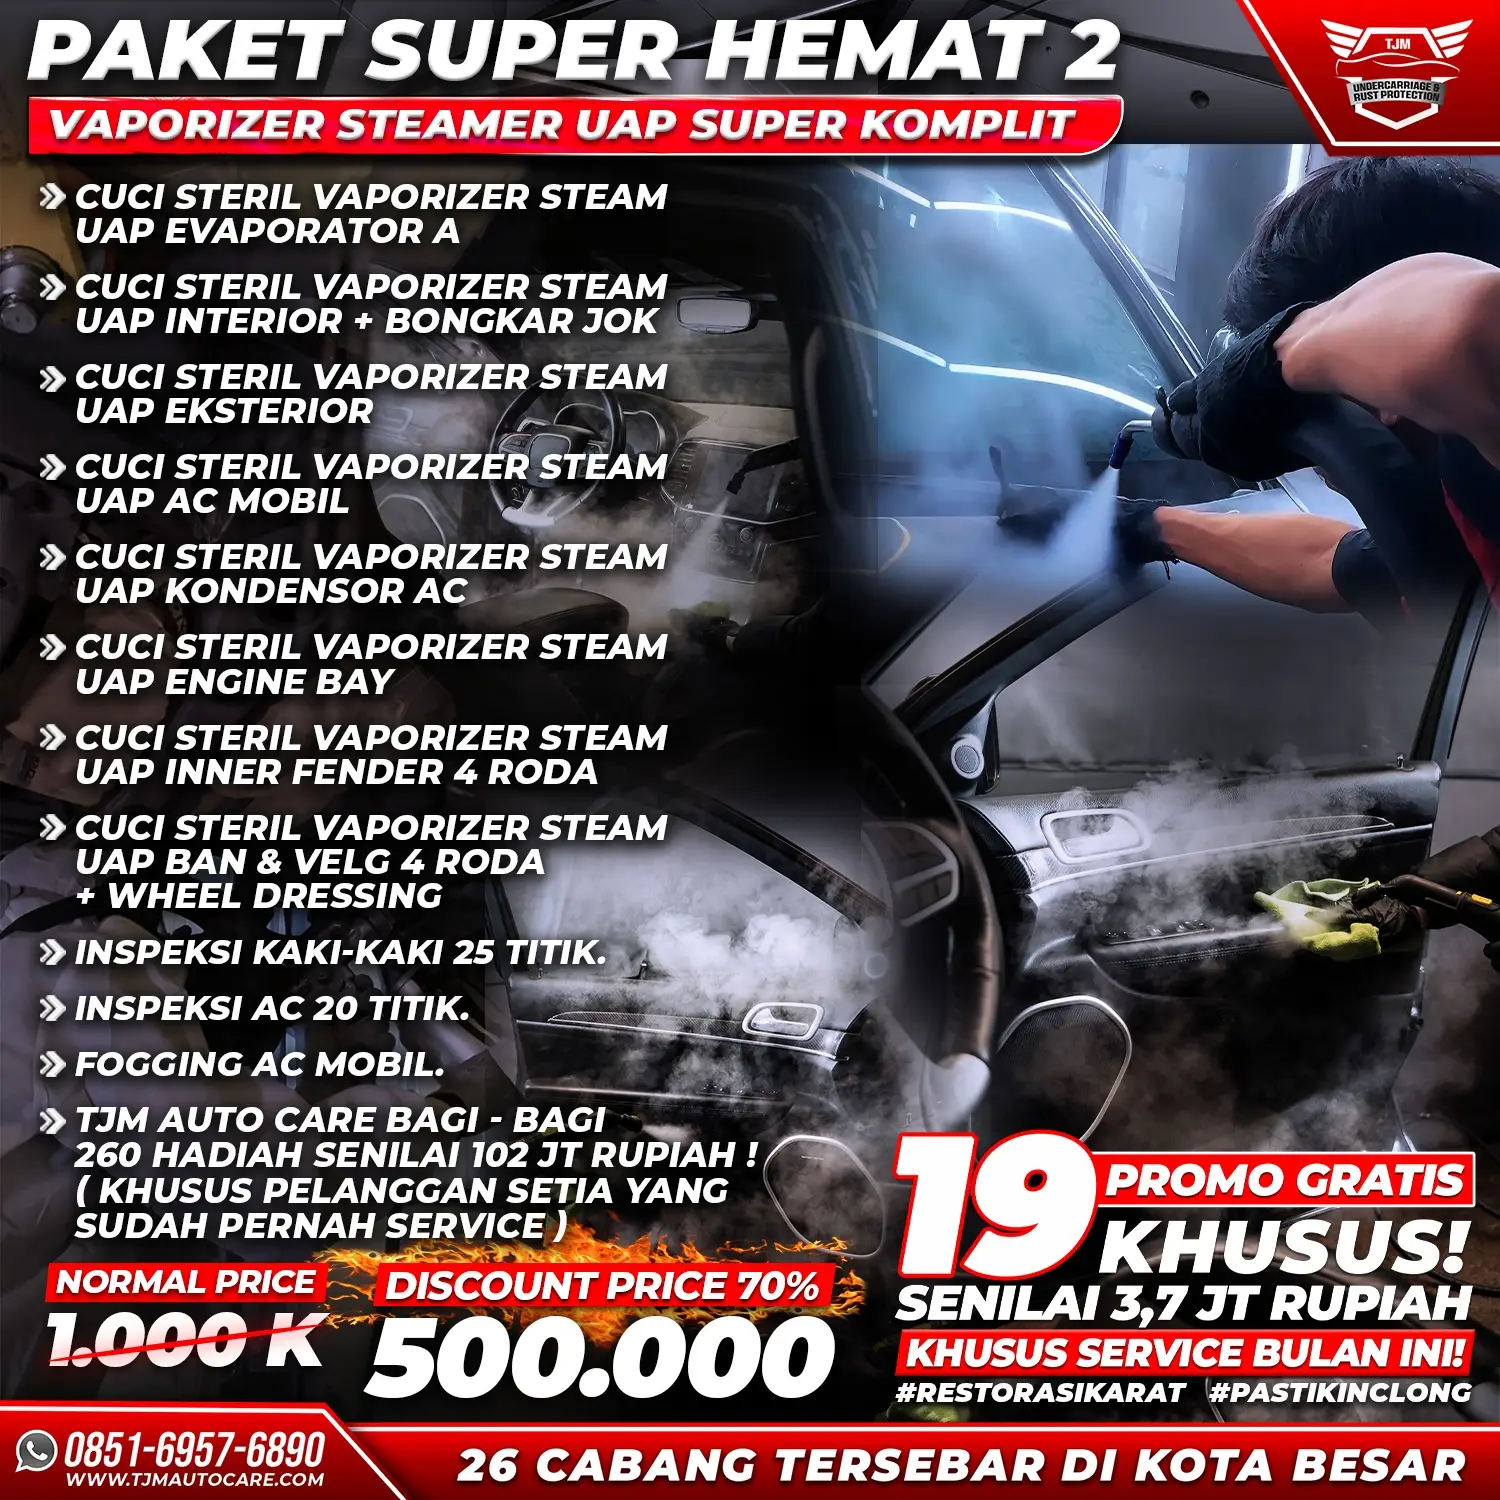 PAKET SUPER HEMAT 2
VAPORIZER STEAMER UAP SUPER KOMPLIT
TJM
UNDERCARRIAGE &
RUST PROTECTION
CUCI STERIL VAPORIZER STEAM
UAP EVAPORATOR A
CUCI STERIL VAPORIZER STEAM
UAP INTERIOR + BONGKAR JOK
CUCI STERIL VAPORIZER STEAM
UAP EKSTERIOR
CUCI STERIL VAPORIZER STEAM
UAP AC MOBIL
CUCI STERIL VAPORIZER STEAM
UAP KONDENSOR AC
CUCI STERIL VAPORIZER STEAM
UAP ENGINE BAY
CUCI STERIL VAPORIZER STEAM
UAP INNER FENDER 4 RODA
CUCI STERIL VAPORIZER STEAM
UAP BAN & VELG 4 RODA
+ WHEEL DRESSING
INSPEKSI KAKI-KAKI 25 TITIK.
INSPEKSI AC 20 TITIK.
FOGGING AC MOBIL.
TJM AUTO CARE BAGI - BAGI
260 HADIAH SENILAI 102 JT RUPIAH !
( KHUSUS PELANGGAN SETIA YANG
SUDAH PERNAH SERVICE )
NORMAL PRICE
1.000 K
DISCOUNT PRICE 70%
500.000
19 PROMO GRATIS
KHUSUS!
SENILAI 3,7 JT RUPIAH
KHUSUS SERVICE BULAN INI!
#RESTORASIKARAT #PASTIKINCLONG
0851-6957-6890
WWW.TJMAUTOCARE.COM
26 CABANG TERSEBAR DI KOTA BESAR